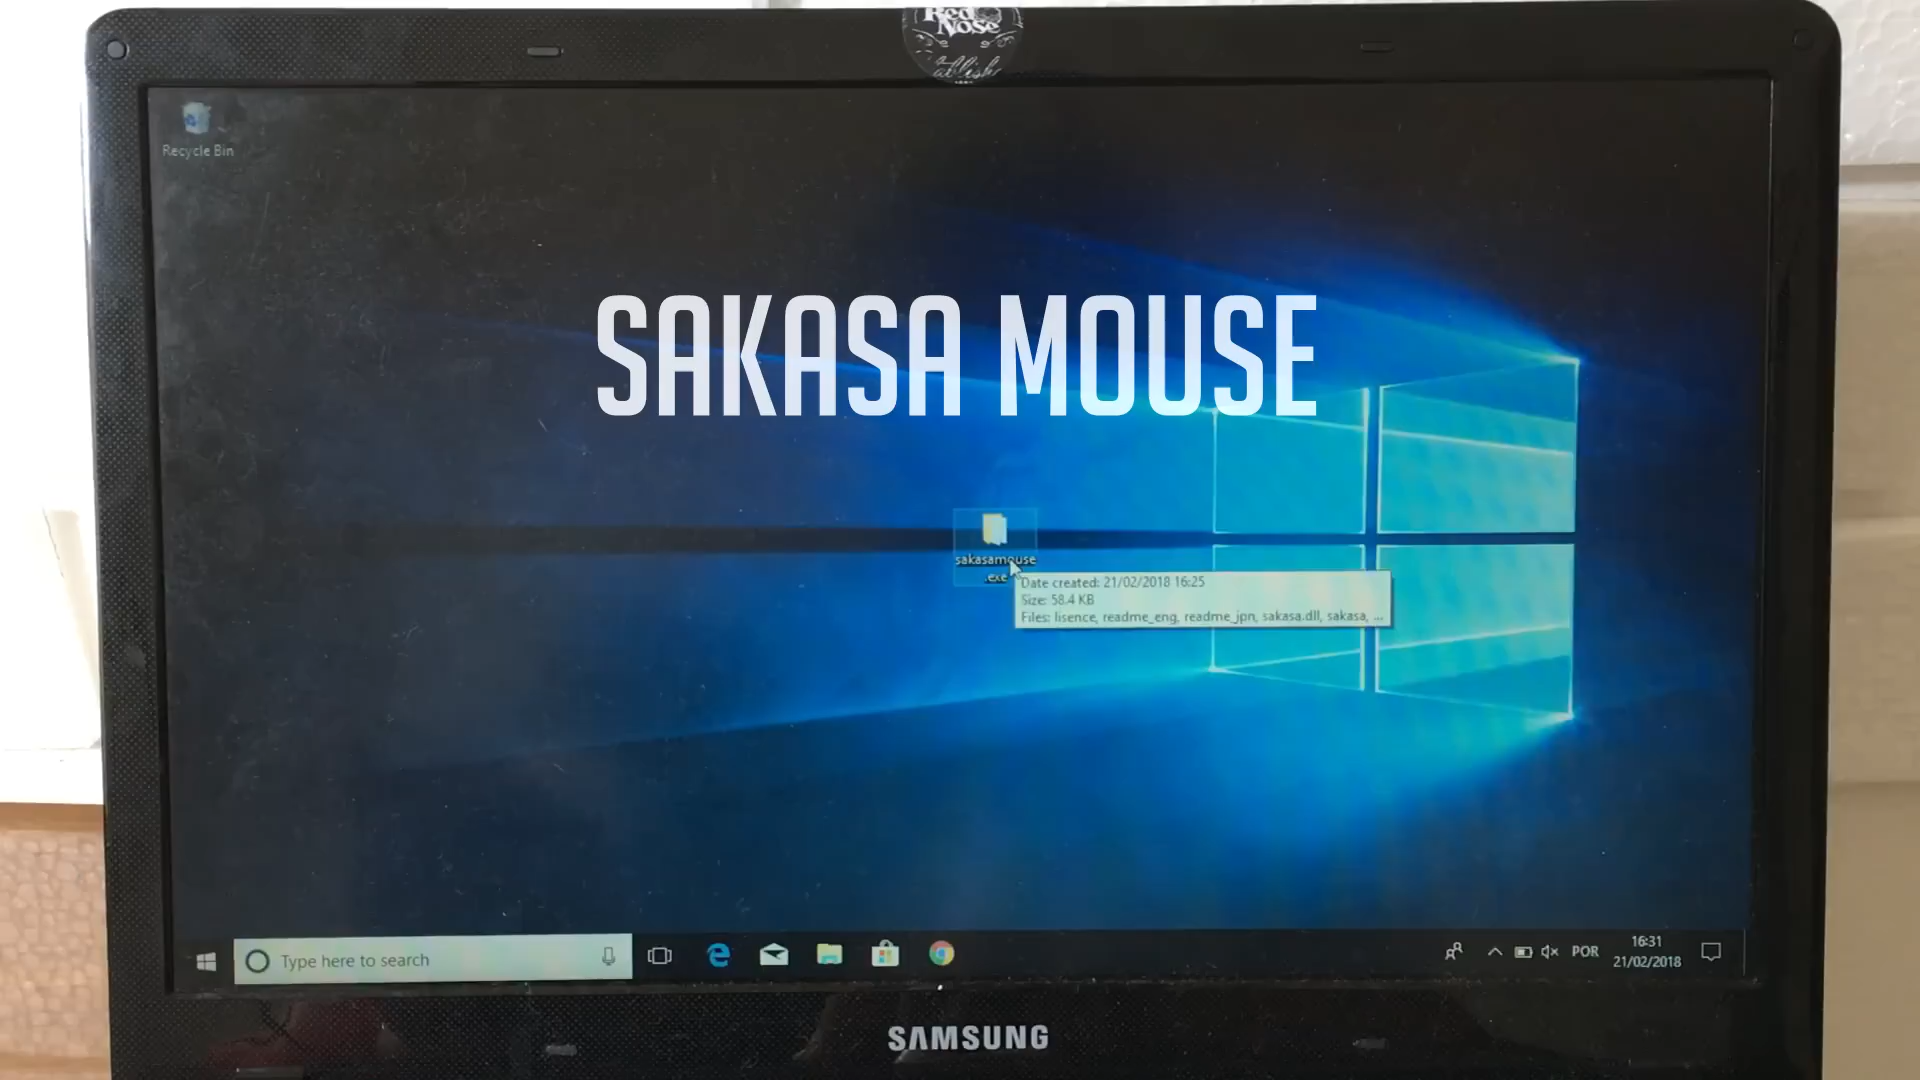 Red
Nose
Recycle Bin
SAKASA MOUSE
sakasamouse
.exe
Date created: 21/02/2018 16:25
Size: 58.4 KB
Files: lisence, readme_eng, readme_jpn, sakasa.dll, sakasa, ...
Type here to search
POR
16:31
21/02/2018
SAMSUNG